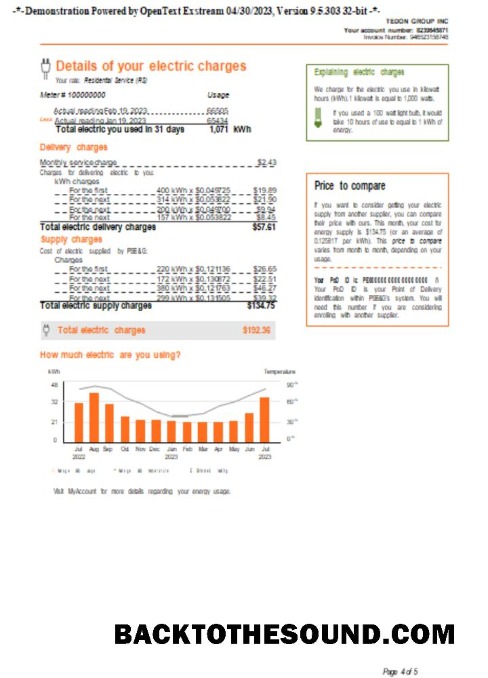 -*- Demonstration Powered by OpenText Exstream 04/30/2023, Version 9.5.303 32-bit -*-
TEDON GROUP INC
Your account number: 8239645871
Invoice Number: 946523156748
Details of your electric charges
Your rate: Residential Service (RS)
Meter # 100000000 Usage
Actual reading Feb 19, 2023 66505
Less Actual reading Jan 19, 2023 65434
Total electric you used in 31 days 1,071 kWh
Delivery charges
Monthly service charge $2.43
Charges for delivering electric to you:
kWh charges
For the first 400 kWh x $0.049725 $19.89
For the next 314 kWh x $0.053822 $21.90
For the next 200 kWh x $0.049700 $9.94
For the next 157 kWh x $0.053822 $8.45
Total electric delivery charges $57.61
Supply charges
Cost of electric supplied by PSE&G:
Charges
For the first 220 kWh x $0.121136 $26.65
For the next 172 kWh x $0.130872 $22.51
For the next 380 kWh x $0.121763 $46.27
For the next 299 kWh x $0.131505 $39.32
Total electric supply charges $134.75
Total electric charges $192.36
How much electric are you using?
kWh Temperature
48 90°
32 60°
21 30°
0 0°
Jul Aug Sep Oct Nov Dec Jan Feb Mar Apr May Jun Jul
2022 2023 2023
Visit MyAccount for more details regarding your energy usage.
Explaining electric charges
We charge for the electric you use in kilowatt
hours (kWh). 1 kilowatt is equal to 1,000 watts.
If you used a 100 watt light bulb, it would
take 10 hours of use to equal to 1 kWh of
energy.
Price to compare
If you want to consider getting your electric
supply from another supplier, you can compare
their price with ours. This month, your cost for
energy supply is $134.75 (or an average of
0.125817 per kWh). This price to compare
varies from month to month, depending on your
usage.
Your PoD ID is
Your PoD ID is your Point of Delivery
identification within PSE&G's system. You will
need this number if you are considering
enrolling with another supplier.
BACKTOTHESOUND.COM
Page 4 of 5